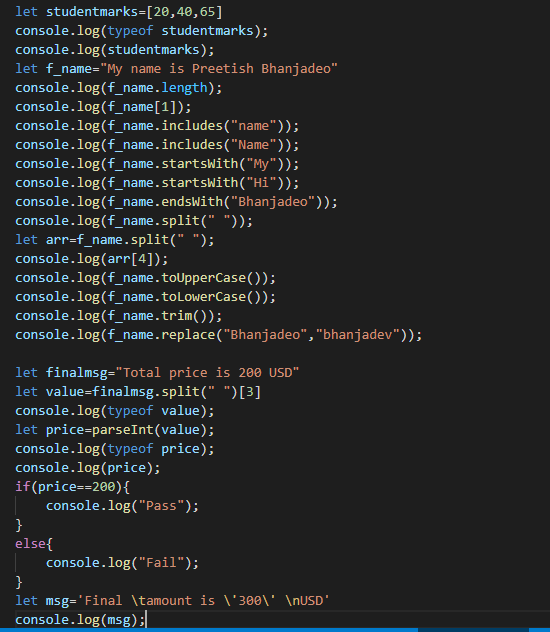 let studentmarks=[20,40,65]
console.log(typeof studentmarks);
console.log(studentmarks);
let f_name="My name is Preetish Bhanjadeo"
console.log(f_name.length);
console.log(f_name[1]);
console.log(f_name.includes("name"));
console.log(f_name.includes("Name"));
console.log(f_name.startsWith("My"));
console.log(f_name.startsWith("Hi"));
console.log(f_name.endsWith("Bhanjadeo"));
console.log(f_name.split(" "));
let arr=f_name.split(" ");
console.log(arr[4]);
console.log(f_name.toUpperCase());
console.log(f_name.toLowerCase());
console.log(f_name.trim());
console.log(f_name.replace("Bhanjadeo","bhanjadev"));

let finalmsg="Total price is 200 USD"
let value=finalmsg.split(" ")[3]
console.log(typeof value);
let price=parseInt(value);
console.log(typeof price);
console.log(price);
if(price==200){
    console.log("Pass");
}
else{
    console.log("Fail");
}
let msg='Final \tamount is \'300\' \nUSD'
console.log(msg);